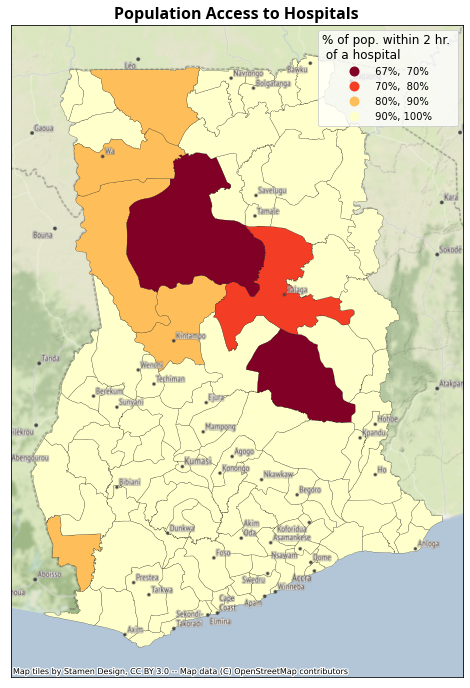 Population Access to Hospitals
% of pop. within 2 hr.
of a hospital
67%, 70%
70%, 80%
80%, 90%
90%, 100%
Léo
Navrongo
Bawku
Bolgatanga
Gaoua
Wa
Kara
Savelugu
Tamale
Bouna
Sokodé
Salaga
Kintampo
Tanda
Wenchi
Techiman
Atakpan
Berekum
Sunyani
Ejura
Hohoe
Mampong
Kpandu
Agogo
Abengourou
Kumasi
Konongo
Ho
Nkawkaw
Bibiani
Begoro
Akim
Oda
Koforidua
Dunkwa
Asamankese
Anloga
Foso
Nsawam
Dome
Aboisso
Prestea
Swedru
Accra
Tarkwa
Winneba
Cape
Coast
Apam
Sekondi-
Takoradi
Elmina
Axim
Map tiles by Stamen Design, CC BY 3.0 -- Map data (C) OpenStreetMap contributors